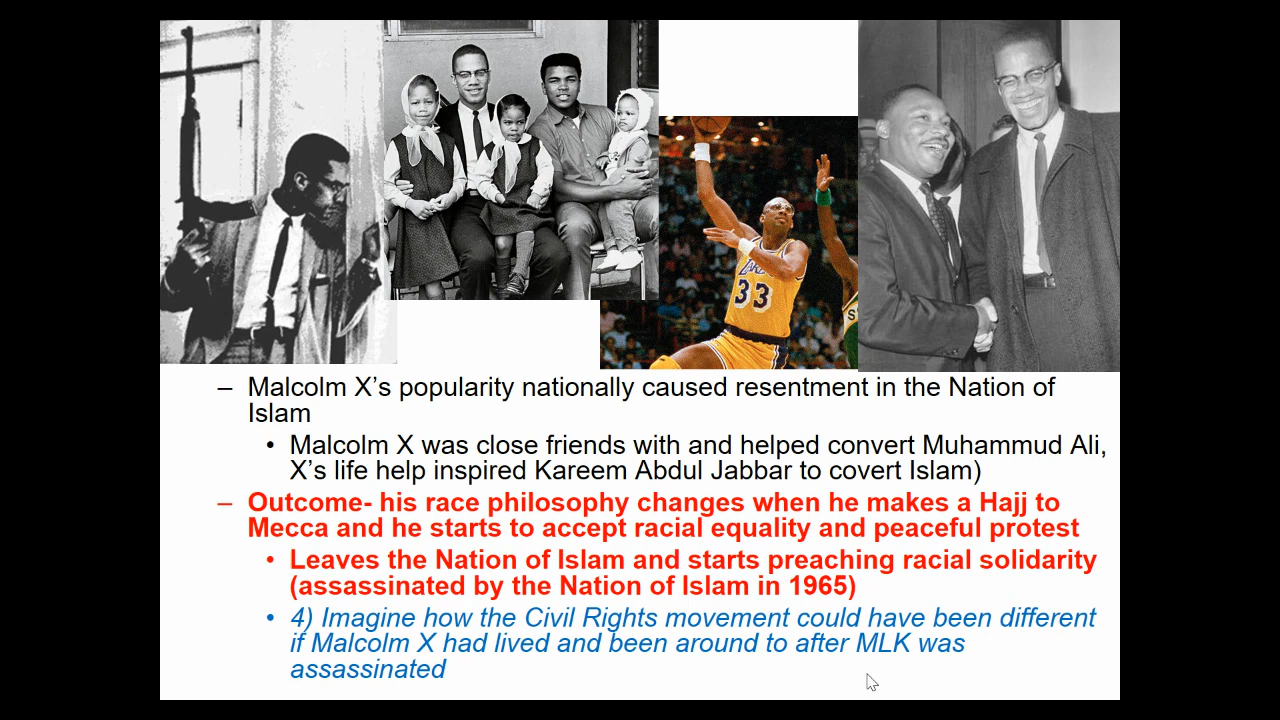 LAKE
33
S
– Malcolm X’s popularity nationally caused resentment in the Nation of
Islam
• Malcolm X was close friends with and helped convert Muhammud Ali,
X’s life help inspired Kareem Abdul Jabbar to covert Islam)
– Outcome- his race philosophy changes when he makes a Hajj to
Mecca and he starts to accept racial equality and peaceful protest
• Leaves the Nation of Islam and starts preaching racial solidarity
(assassinated by the Nation of Islam in 1965)
• 4) Imagine how the Civil Rights movement could have been different
if Malcolm X had lived and been around to after MLK was
assassinated